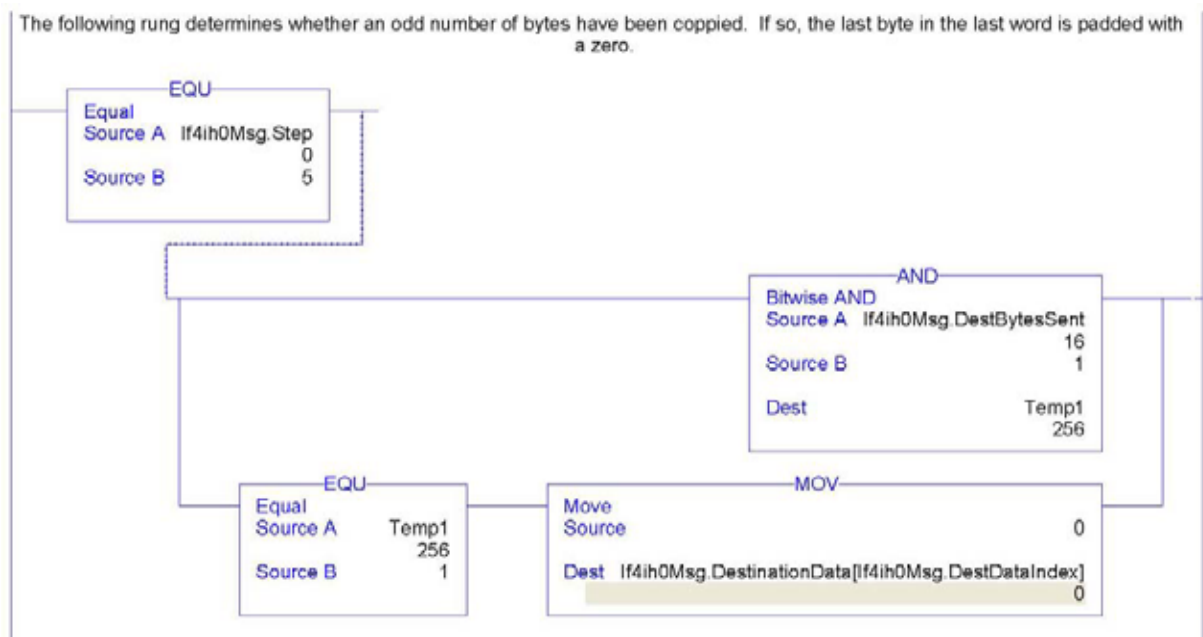 The following rung determines whether an odd number of bytes have been coppied.  If so, the last byte in the last word is padded with
a zero.
EQU
Equal
Source A If4ih0Msg.Step
0
Source B 5
AND
Bitwise AND
Source A If4ih0Msg.DestBytesSent
16
Source B 1
Dest Temp1
256
EQU
Equal
Source A Temp1
256
Source B 1
MOV
Move
Source 0
Dest If4ih0Msg.DestinationData[If4ih0Msg.DestDataIndex]
0